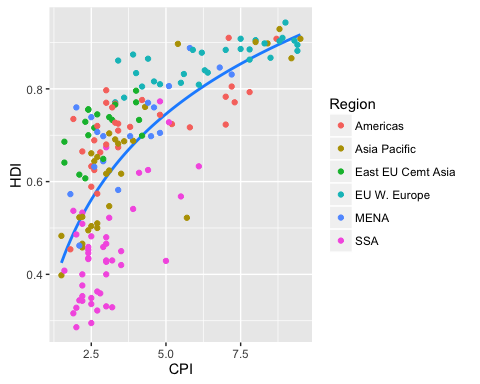 HDI
0.8
0.6
0.4
2.5 5.0 7.5
CPI
Region
Americas
Asia Pacific
East EU Cemt Asia
EU W. Europe
MENA
SSA